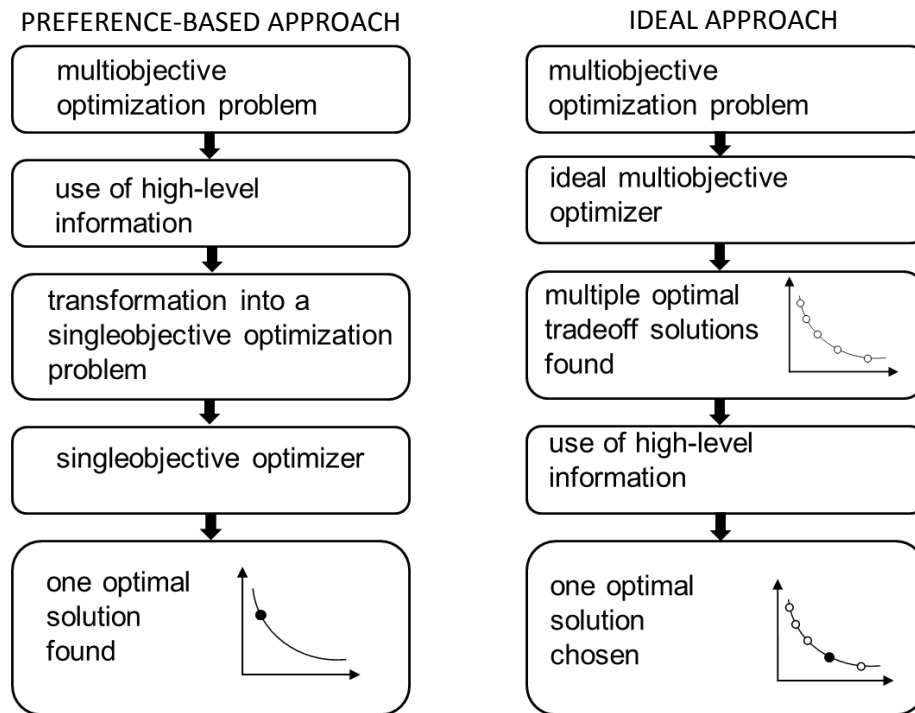 PREFERENCE-BASED APPROACH
multiobjective
optimization problem
use of high-level
information
transformation into a
singleobjective optimization
problem
singleobjective optimizer
one optimal
solution
found
IDEAL APPROACH
multiobjective
optimization problem
ideal multiobjective
optimizer
multiple optimal
tradeoff solutions
found
use of high-level
information
one optimal
solution
chosen